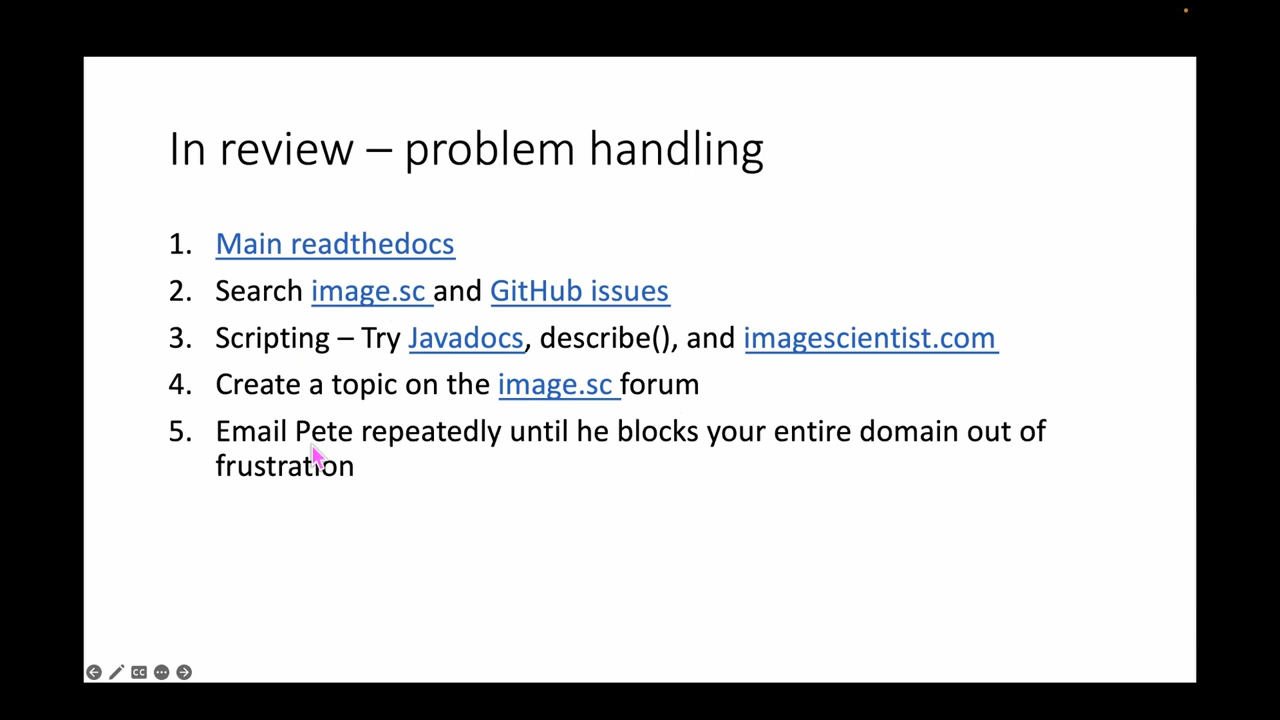 In review – problem handling
1. Main readthedocs
2. Search image.sc and GitHub issues
3. Scripting – Try Javadocs, describe(), and imagescientist.com
4. Create a topic on the image.sc forum
5. Email Pete repeatedly until he blocks your entire domain out of
frustration
CC